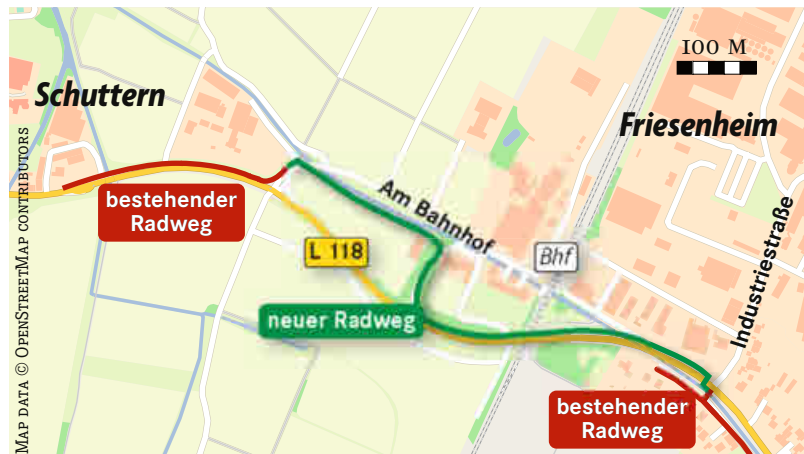 100 M
Schuttern
Friesenheim
bestehender
Radweg
Am Bahnhof
L 118
Bhf
Industriestraße
neuer Radweg
bestehender
Radweg
MAP DATA © OPENSTREETMAP CONTRIBUTORS